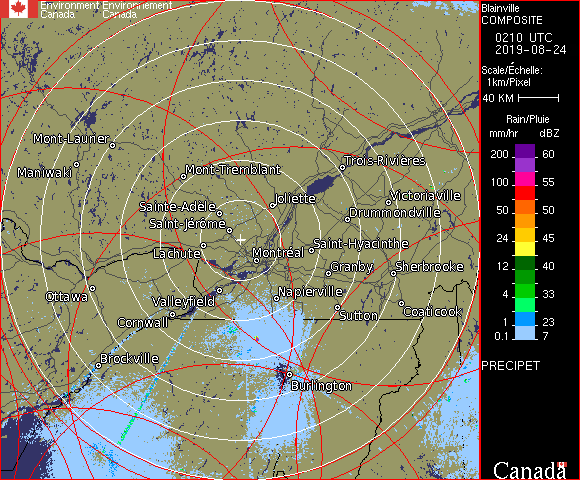 Environment Environnement
Canada Canada
Blainville
COMPOSITE
0210 UTC
2019-08-24
Scale/Échelle:
1km/Pixel
40 KM
Rain/Pluie
mm/hr dBZ
200 60
100 55
50 50
24 45
12 40
4 33
1 23
0.1 7
PRECIPET
Canada
Mont-Laurier
Maniwaki
Mont-Tremblant
Trois-Rivières
Joliette
Victoriaville
Sainte-Adèle
Drummondville
Saint-Jérôme
Saint-Hyacinthe
Lachute
Montréal
Granby
Sherbrooke
Ottawa
Valleyfield
Napierville
Sutton
Coaticook
Cornwall
Brockville
Burlington